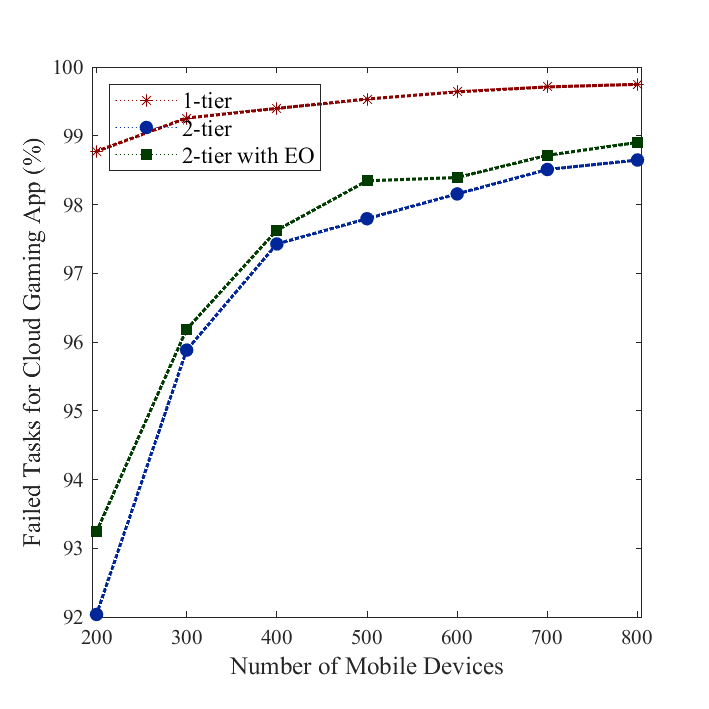 100
99
98
97
96
95
94
93
92
Failed Tasks for Cloud Gaming App (%)
1-tier
2-tier
2-tier with EO
200 300 400 500 600 700 800
Number of Mobile Devices